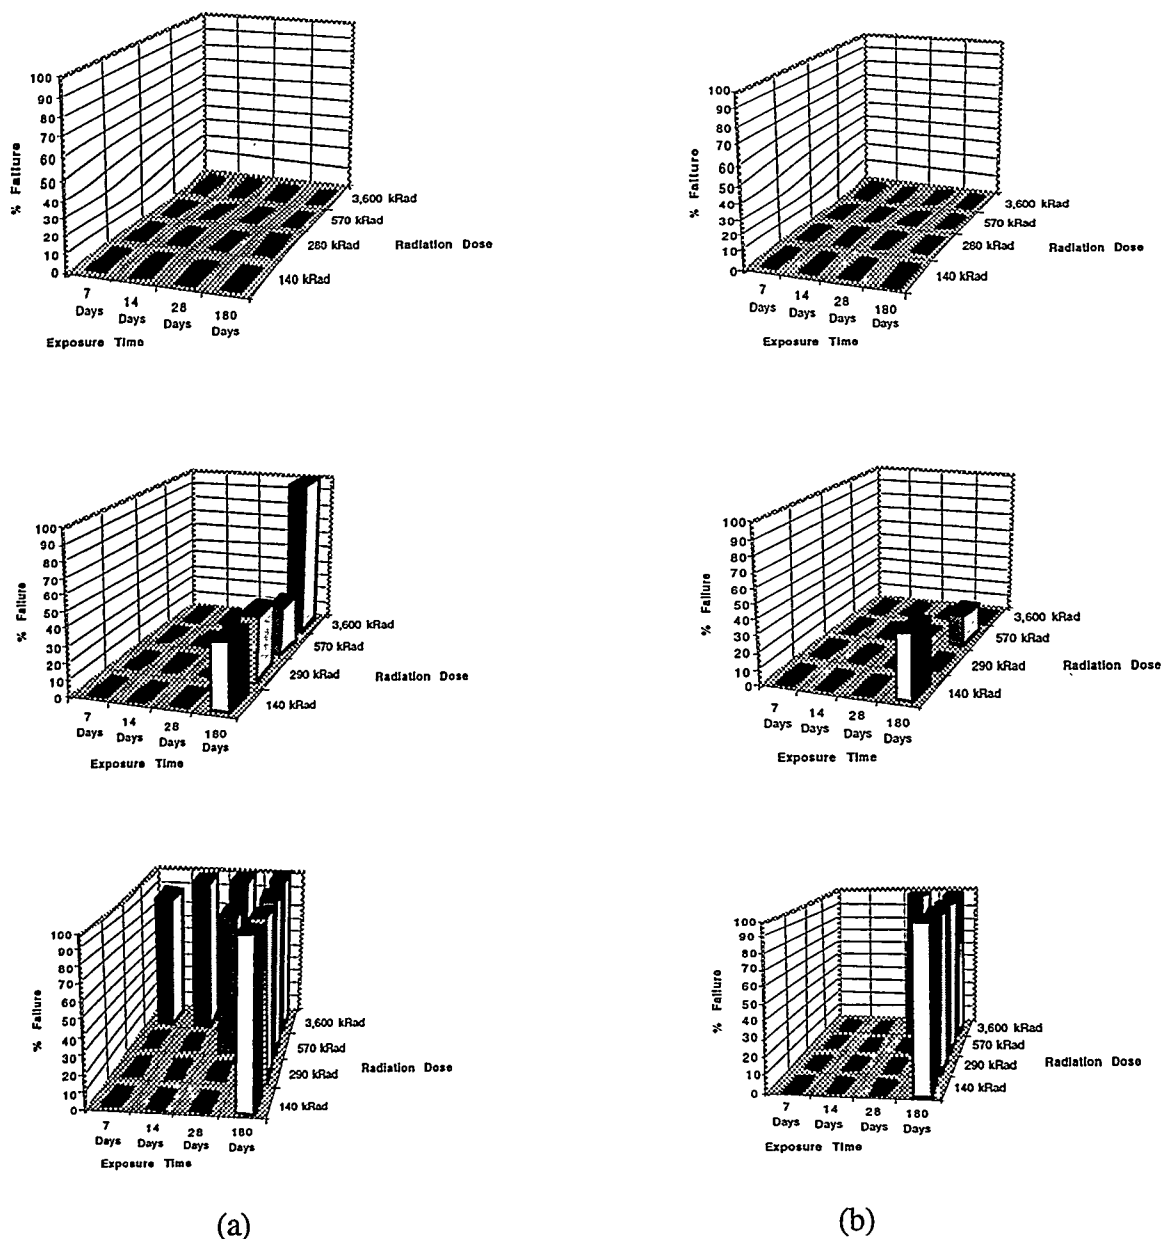 100
90
80
70
60
50
40
30
20
10
0
% Failure
3,600 kRad
570 kRad
280 kRad
140 kRad
Radiation Dose
7 Days
14 Days
28 Days
180 Days
Exposure Time
100
90
80
70
60
50
40
30
20
10
0
% Failure
3,600 kRad
570 kRad
280 kRad
140 kRad
Radiation Dose
7 Days
14 Days
28 Days
180 Days
Exposure Time
100
90
80
70
60
50
40
30
20
10
0
% Failure
3,600 kRad
570 kRad
290 kRad
140 kRad
Radiation Dose
7 Days
14 Days
28 Days
180 Days
Exposure Time
100
90
80
70
60
50
40
30
20
10
0
% Failure
3,600 kRad
570 kRad
290 kRad
140 kRad
Radiation Dose
7 Days
14 Days
28 Days
180 Days
Exposure Time
100
90
80
70
60
50
40
30
20
10
0
% Failure
3,600 kRad
570 kRad
290 kRad
140 kRad
Radiation Dose
7 Days
14 Days
28 Days
180 Days
Exposure Time
100
90
80
70
60
50
40
30
20
10
0
% Failure
3,600 kRad
570 kRad
290 kRad
140 kRad
Radiation Dose
7 Days
14 Days
28 Days
180 Days
Exposure Time
(a)
(b)